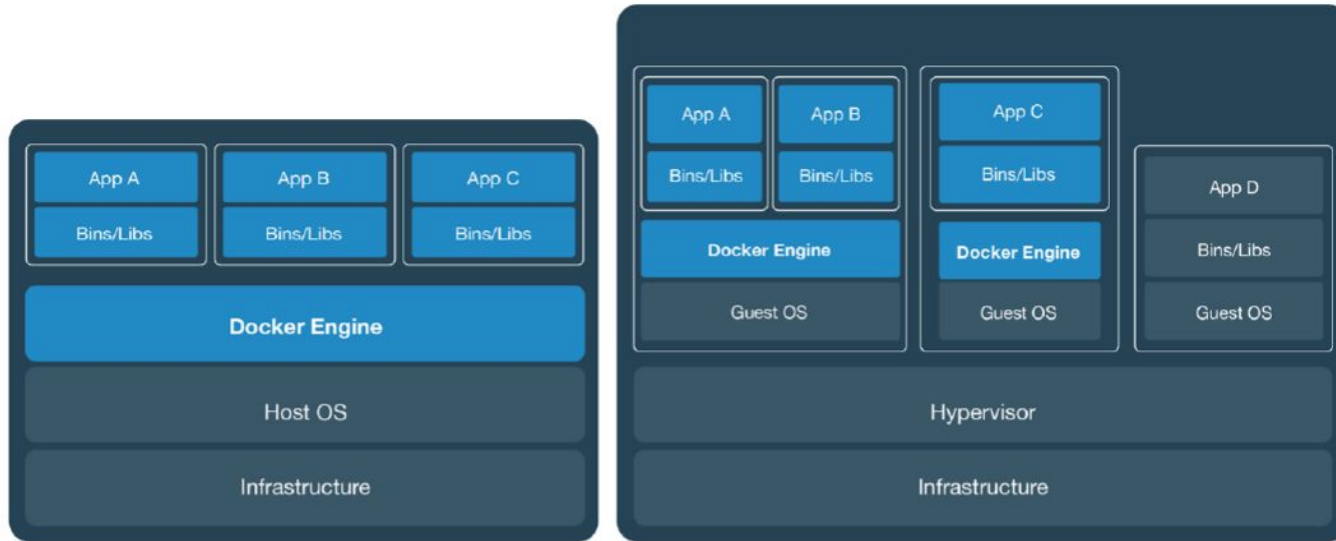 App A
App B
App C
Bins/Libs
Bins/Libs
Bins/Libs
Docker Engine
Host OS
Infrastructure
App A
App B
Bins/Libs
Bins/Libs
Docker Engine
Guest OS
App C
Bins/Libs
Docker Engine
Guest OS
App D
Bins/Libs
Guest OS
Hypervisor
Infrastructure